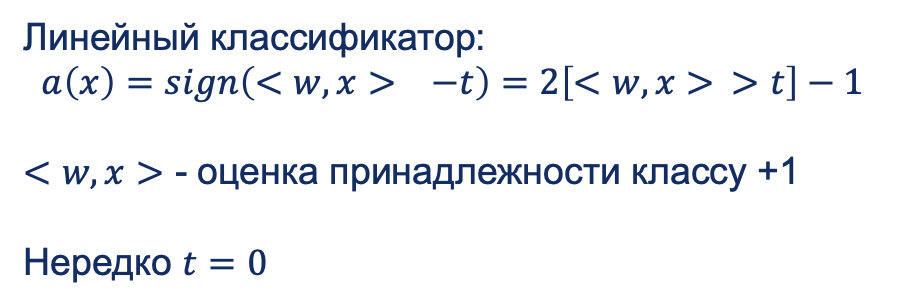 Линейный классификатор:
a(x) = sign(< w, x > −t) = 2[< w, x > > t] − 1
< w, x > - оценка принадлежности классу +1
Нередко t = 0